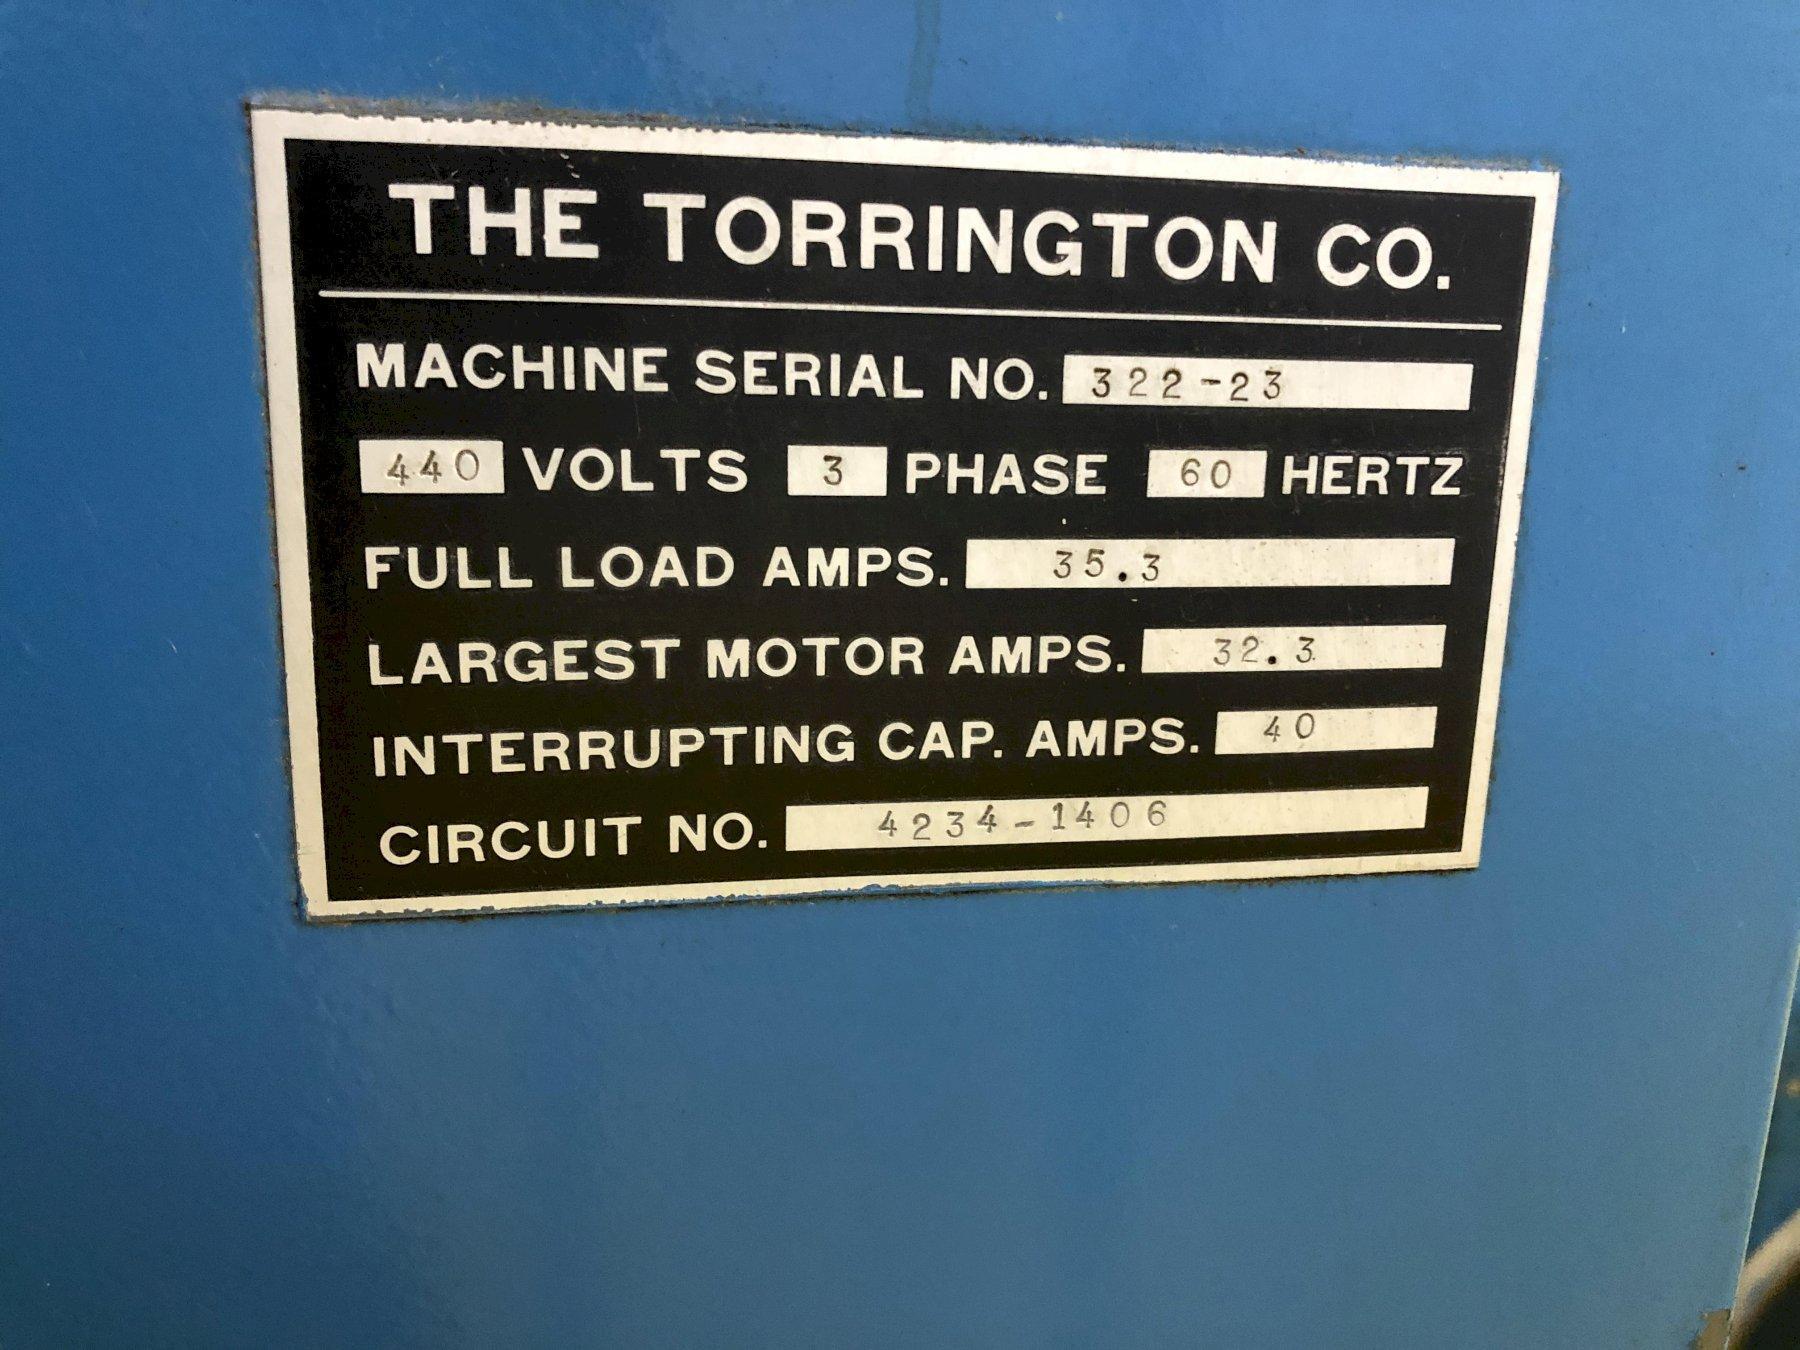 THE TORRINGTON CO.
MACHINE SERIAL NO. 322-23
440 VOLTS 3 PHASE 60 HERTZ
FULL LOAD AMPS. 35.3
LARGEST MOTOR AMPS. 32.3
INTERRUPTING CAP. AMPS. 40
CIRCUIT NO. 4234-1406